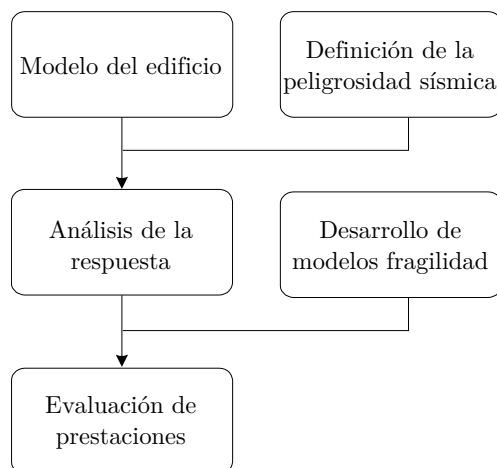 Modelo del edificio
Definición de la
peligrosidad sísmica
Análisis de la
respuesta
Desarrollo de
modelos fragilidad
Evaluación de
prestaciones